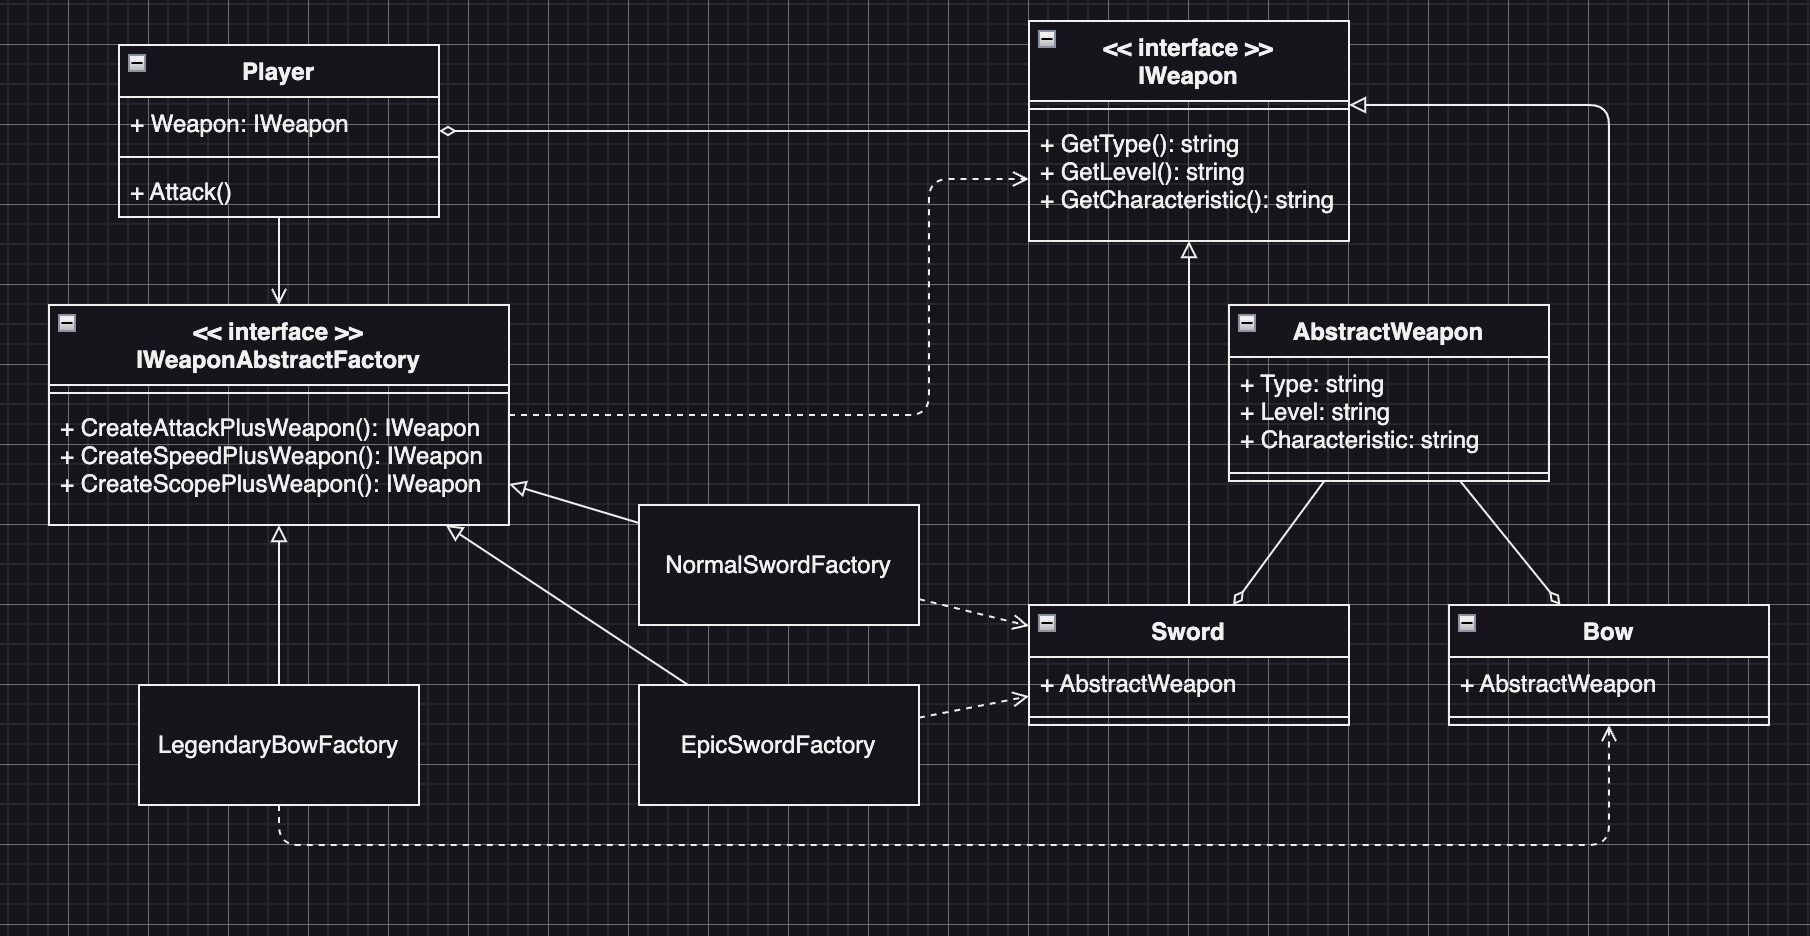 Player
+ Weapon: IWeapon
+ Attack()
<< interface >>
IWeapon
+ GetType(): string
+ GetLevel(): string
+ GetCharacteristic(): string
<< interface >>
IWeaponAbstractFactory
+ CreateAttackPlusWeapon(): IWeapon
+ CreateSpeedPlusWeapon(): IWeapon
+ CreateScopePlusWeapon(): IWeapon
AbstractWeapon
+ Type: string
+ Level: string
+ Characteristic: string
NormalSwordFactory
Sword
+ AbstractWeapon
Bow
+ AbstractWeapon
LegendaryBowFactory
EpicSwordFactory